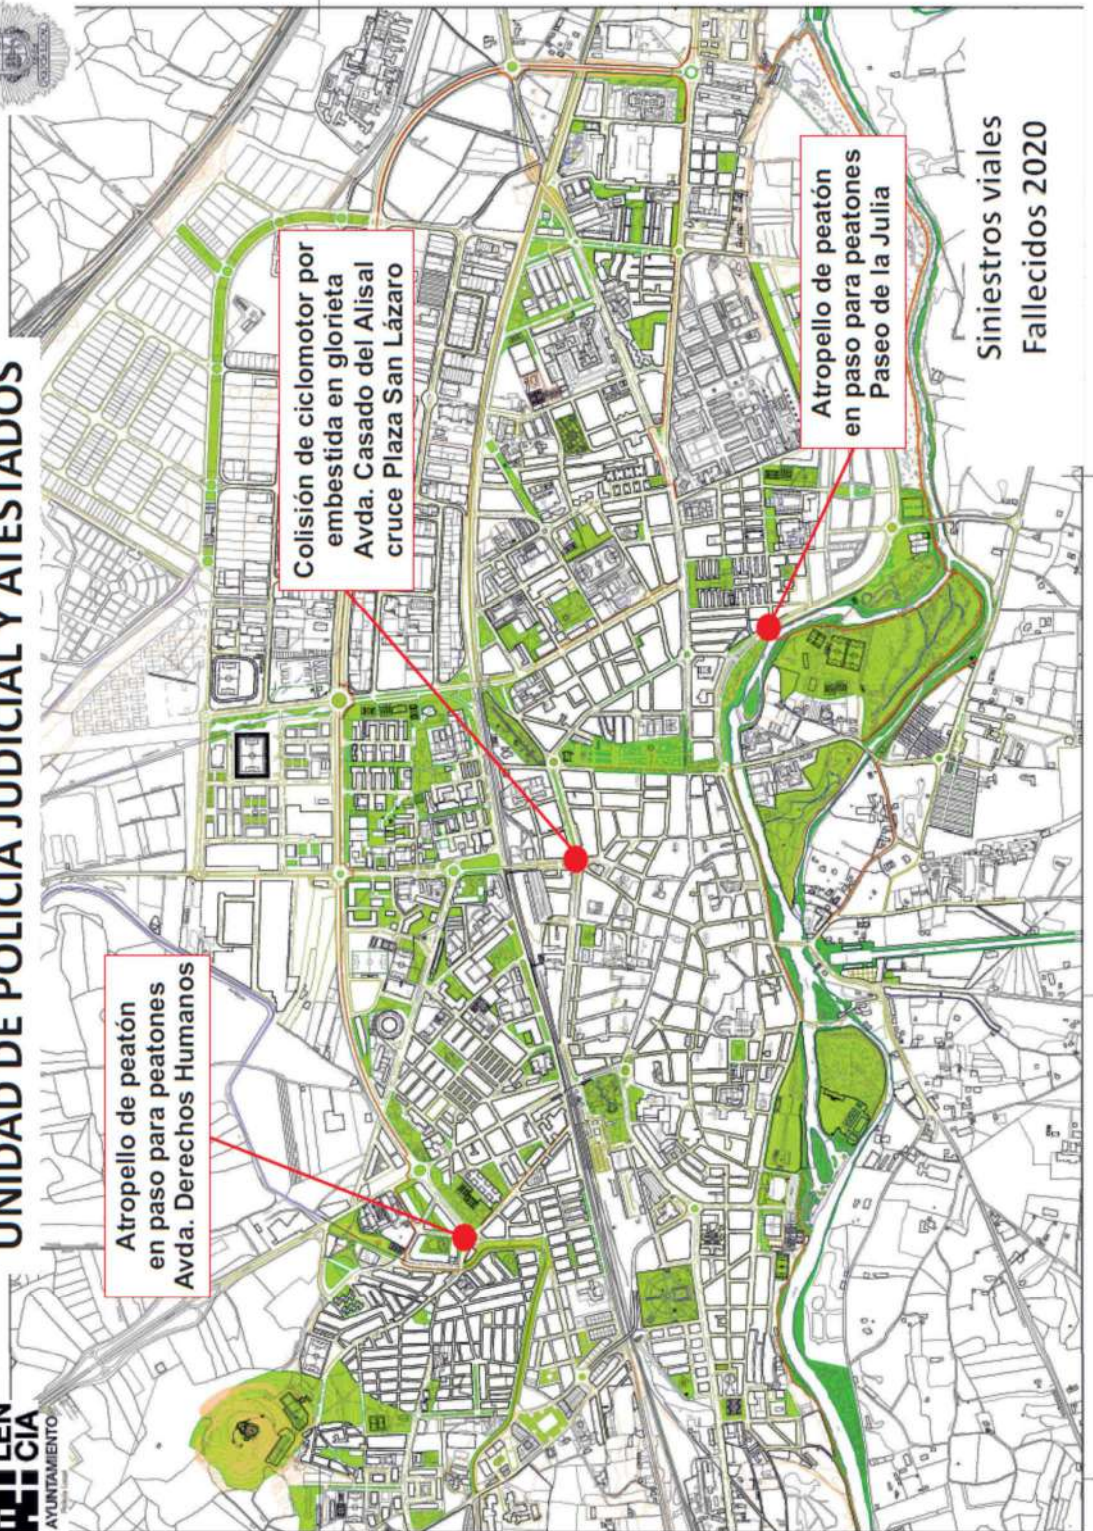 UNIDAD DE POLICÍA JUDICIAL Y ATESTADOS
LEN
CIA
AYUNTAMIENTO
Atropello de peatón
en paso para peatones
Avda. Derechos Humanos
Colisión de ciclomotor por
embestida en glorieta
Avda. Casado del Alisal
cruce Plaza San Lázaro
Atropello de peatón
en paso para peatones
Paseo de la Julia
Siniestros viales
Fallecidos 2020